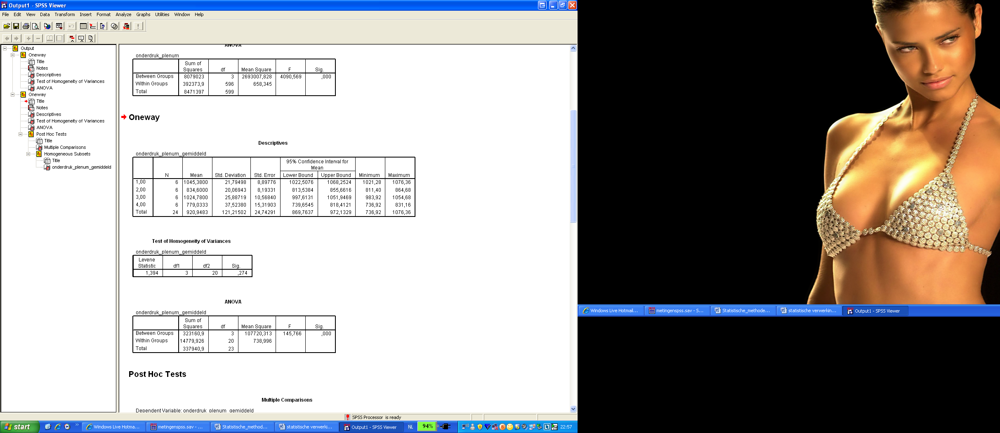 Output1 - SPSS Viewer
File Edit View Data Transform Insert Format Analyze Graphs Utilities Window Help
Output
Oneway
Title
Notes
Descriptives
Test of Homogeneity of Variances
ANOVA
Oneway
Title
Notes
Descriptives
Test of Homogeneity of Variances
ANOVA
Post Hoc Tests
Title
Multiple Comparisons
Homogeneous Subsets
Title
onderdruk_plenum_gemiddeld
ANOVA
onderdruk_plenum
Sum of Squares df Mean Square F Sig.
Between Groups 8079023 3 2693007,828 4090,569 ,000
Within Groups 392373,9 596 658,345
Total 8471397 599
Oneway
Descriptives
onderdruk_plenum_gemiddeld
95% Confidence Interval for Mean
N Mean Std. Deviation Std. Error Lower Bound Upper Bound Minimum Maximum
1,00 6 1045,3800 21,79498 8,89776 1022,5076 1068,2524 1021,28 1076,36
2,00 6 834,6000 20,06943 8,19331 813,5384 855,6616 811,40 864,68
3,00 6 1024,7800 25,88719 10,56840 997,6131 1051,9469 983,92 1054,68
4,00 6 779,0333 37,52380 15,31903 739,6545 818,4121 736,92 831,16
Total 24 920,9483 121,21502 24,74291 869,7637 972,1329 736,92 1076,36
Test of Homogeneity of Variances
onderdruk_plenum_gemiddeld
Levene Statistic df1 df2 Sig.
1,394 3 20 ,274
ANOVA
onderdruk_plenum_gemiddeld
Sum of Squares df Mean Square F Sig.
Between Groups 323160,9 3 107720,313 145,766 ,000
Within Groups 14779,926 20 738,996
Total 337940,9 23
Post Hoc Tests
Multiple Comparisons
Dependent Variable: onderdruk_plenum_gemiddeld
SPSS Processor is ready
start Windows Live Hotma... metingenspss.sav - ... Statistische_method... statistische verwerki... Output1 - SPSS Viewer NL 94% 22:57
Windows Live Hotmail... metingenspss.sav - S... Statistische_methode... statistische verwerkin... Output1 - SPSS Viewer